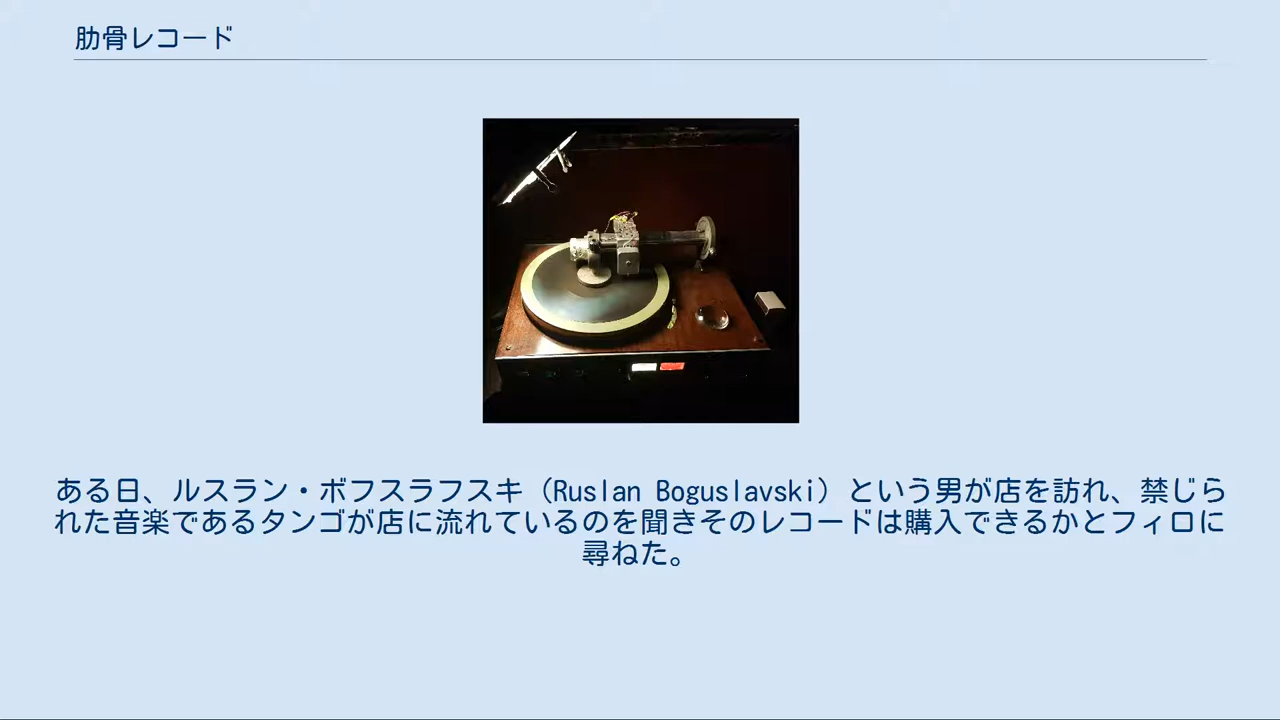 肋骨レコード
ある日、ルスラン・ボフスラフスキ（Ruslan Boguslavski）という男が店を訪れ、禁じら
れた音楽であるタンゴが店に流れているのを聞きそのレコードは購入できるかとフィロに
尋ねた。